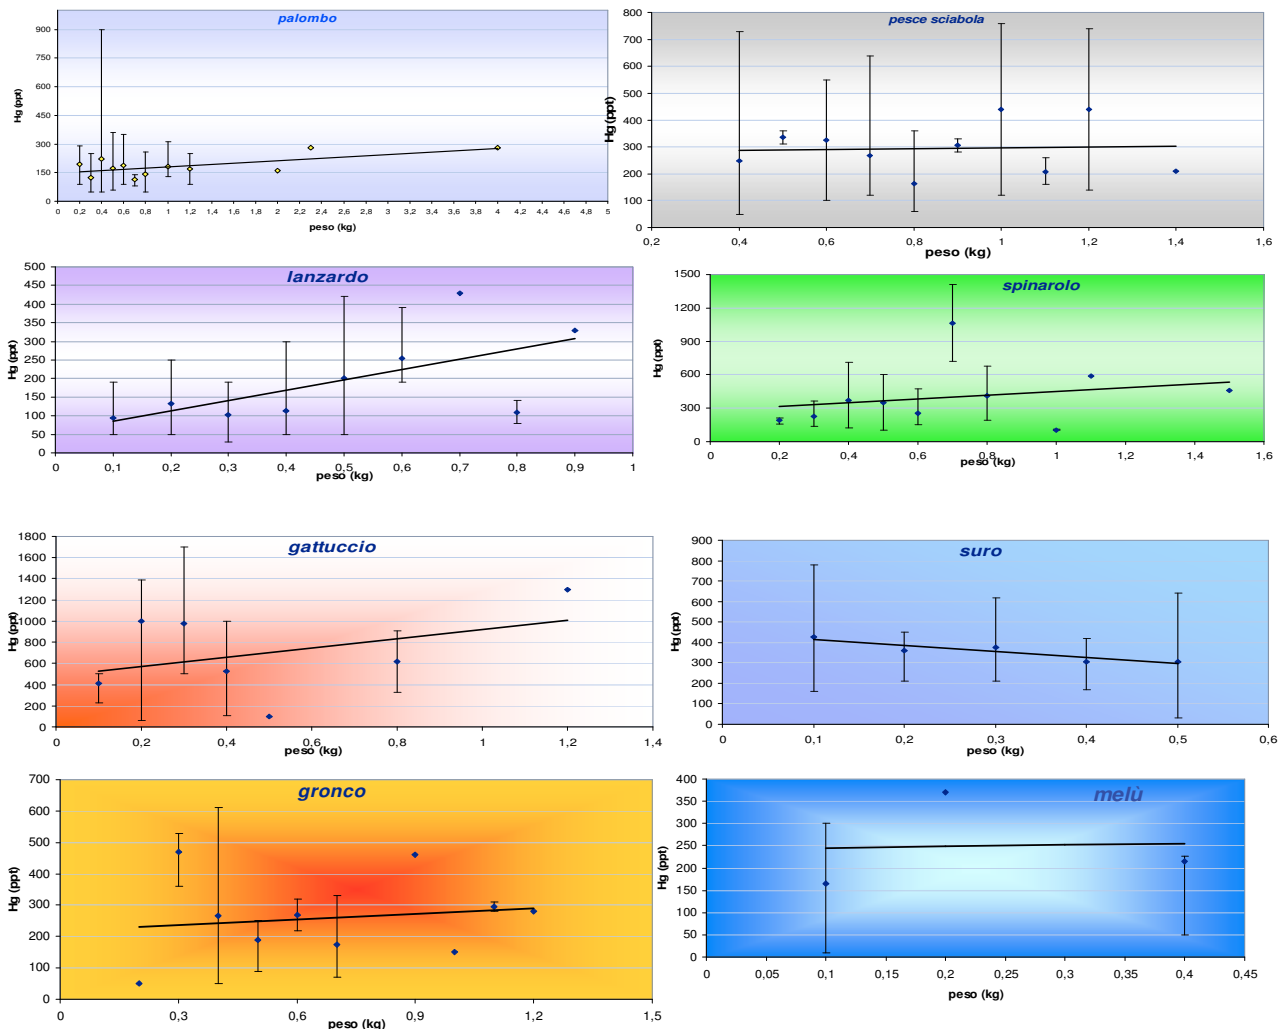 palombo
Hg (ppt)
900
750
600
450
300
150
0
0 0,2 0,4 0,6 0,8 1 1,2 1,4 1,6 1,8 2 2,2 2,4 2,6 2,8 3 3,2 3,4 3,6 3,8 4 4,2 4,4 4,6 4,8 5
peso (kg)
pesce sciabola
Hg (ppt)
800
700
600
500
400
300
200
100
0
0,2 0,4 0,6 0,8 1 1,2 1,4 1,6
peso (kg)
lanzardo
Hg (ppt)
500
450
400
350
300
250
200
150
100
50
0
0 0,1 0,2 0,3 0,4 0,5 0,6 0,7 0,8 0,9 1
peso (kg)
spinarolo
Hg (ppt)
1500
1200
900
600
300
0
0 0,2 0,4 0,6 0,8 1 1,2 1,4 1,6
peso (kg)
gattuccio
Hg (ppt)
1800
1600
1400
1200
1000
800
600
400
200
0
0 0,2 0,4 0,6 0,8 1 1,2 1,4
peso (kg)
suro
Hg (ppt)
900
800
700
600
500
400
300
200
100
0
0 0,1 0,2 0,3 0,4 0,5 0,6
peso (kg)
gronco
Hg (ppt)
700
600
500
400
300
200
100
0
0 0,3 0,6 0,9 1,2 1,5
peso (kg)
melù
Hg (ppt)
400
350
300
250
200
150
100
50
0
0 0,05 0,1 0,15 0,2 0,25 0,3 0,35 0,4 0,45
peso (kg)